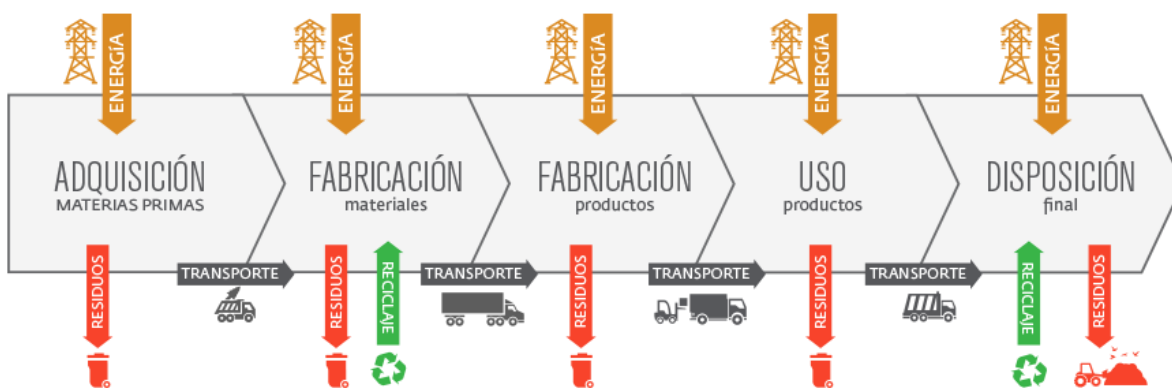 ENERGÍA
ENERGÍA
ENERGÍA
ENERGÍA
ENERGÍA
ADQUISICIÓN
MATERIAS PRIMAS
FABRICACIÓN
materiales
FABRICACIÓN
productos
USO
productos
DISPOSICIÓN
final
RESIDUOS
TRANSPORTE
RESIDUOS
RECICLAJE
TRANSPORTE
RESIDUOS
TRANSPORTE
RESIDUOS
TRANSPORTE
RECICLAJE
RESIDUOS